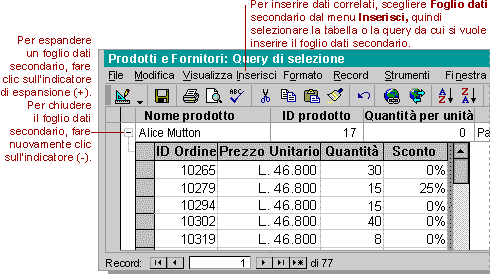 Per inserire dati correlati, scegliere Foglio dati
secondario dal menu Inserisci, quindi
selezionare la tabella o la query da cui si vuole
inserire il foglio dati secondario.
Per espandere
un foglio dati
secondario, fare
clic sull'indicatore
di espansione (+).
Per chiudere
il foglio dati
secondario, fare
nuovamente clic
sull'indicatore (-).
Prodotti e Fornitori: Query di selezione
File Modifica Visualizza Inserisci Formato Record Strumenti Finestra
Nome prodotto ID prodotto Quantità per unità
Alice Mutton 17 0 Pa
ID Ordine Prezzo Unitario Quantità Sconto
10265 L. 46.800 30 0%
10279 L. 46.800 15 25%
10294 L. 46.800 15 0%
10302 L. 46.800 40 0%
10319 L. 46.800 8 0%
Record: 1 di 77